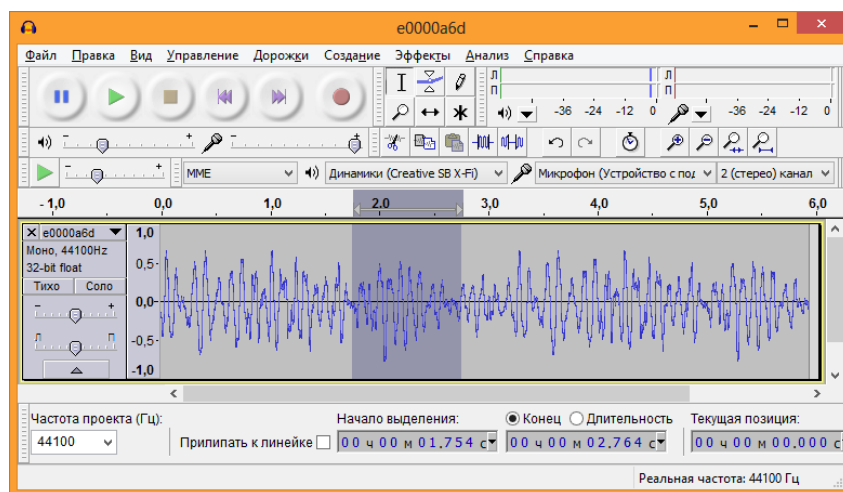 e0000a6d
Файл Правка Вид Управление Дорожки Создание Эффекты Анализ Справка
Л
П
-36 -24 -12 0
Л
П
-36 -24 -12 0
- +
MME Динамики (Creative SB X-Fi) Микрофон (Устройство с под 2 (стерео) канал
- 1,0 0,0 1,0 2,0 3,0 4,0 5,0 6,0
e0000a6d
Моно, 44100Hz
32-bit float
Тихо Соло
- +
Л П
1,0
0,5
0,0
-0,5
-1,0
Частота проекта (Гц): Начало выделения: Конец Длительность Текущая позиция:
44100 Прилипать к линейке 00 ч 00 м 01.754 с 00 ч 00 м 02.764 с 00 ч 00 м 00.000 с
Реальная частота: 44100 Гц